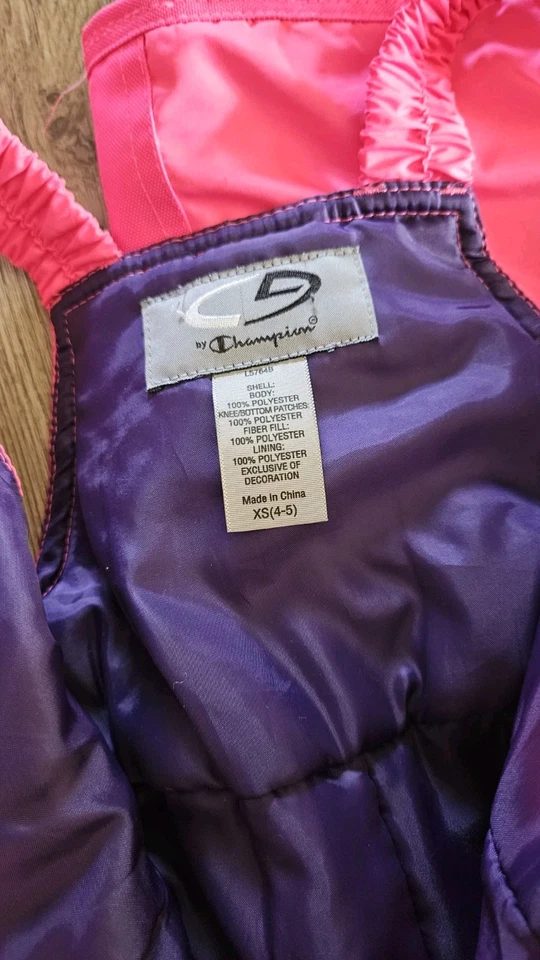 C9
by Champion®
L5764B
SHELL:
BODY:
100% POLYESTER
KNEE/BOTTOM PATCHES:
100% POLYESTER
FIBER FILL:
100% POLYESTER
LINING:
100% POLYESTER
EXCLUSIVE OF
DECORATION
Made in China
XS(4-5)